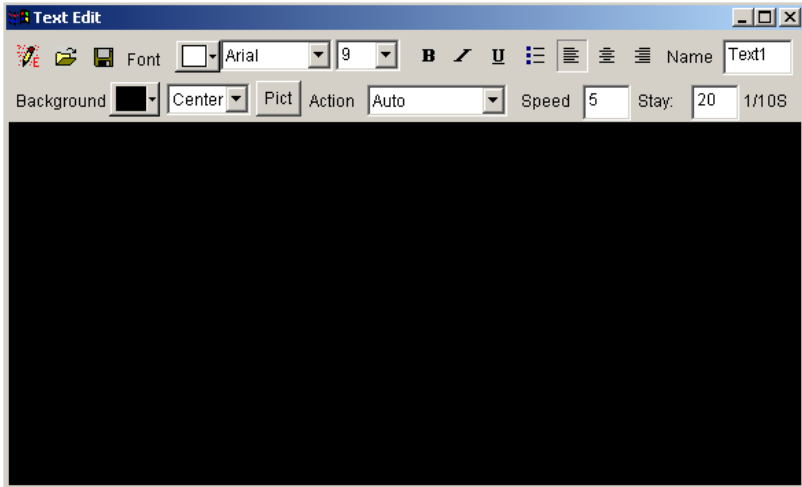 Text Edit
Font Arial 9 B I U Name Text1
Background Center Pict Action Auto Speed 5 Stay: 20 1/10S